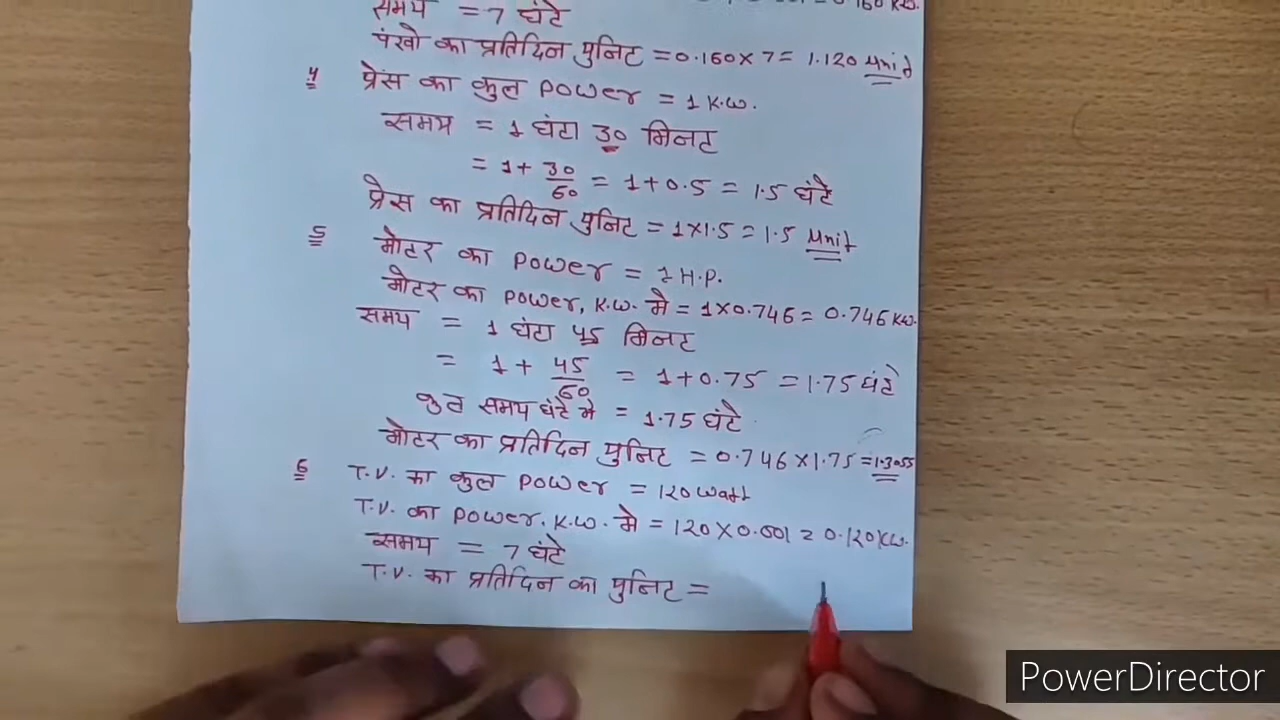 0.160 K.W.
समय = 7 घंटे
पंखो का प्रतिदिन युनिट = 0.160 × 7 = 1.120 Unit
4 प्रेस का कुल Power = 1 K.W.
समय = 1 घंटा 30 मिनट
= 1 + 30/60 = 1 + 0.5 = 1.5 घंटे
प्रेस का प्रतिदिन युनिट = 1 × 1.5 = 1.5 Unit
5 मोटर का Power = 1 H.P.
मोटर का Power, K.W. मे = 1 × 0.746 = 0.746 K.W.
समय = 1 घंटा 45 मिनट
= 1 + 45/60 = 1 + 0.75 = 1.75 घंटे
कुल समय घंटे मे = 1.75 घंटे
मोटर का प्रतिदिन युनिट = 0.746 × 1.75 = 1.3055
6 T.V. का कुल Power = 120 watt
T.V. का Power. K.W. मे = 120 × 0.001 = 0.120 K.W.
समय = 7 घंटे
T.V. का प्रतिदिन का युनिट =
PowerDirector